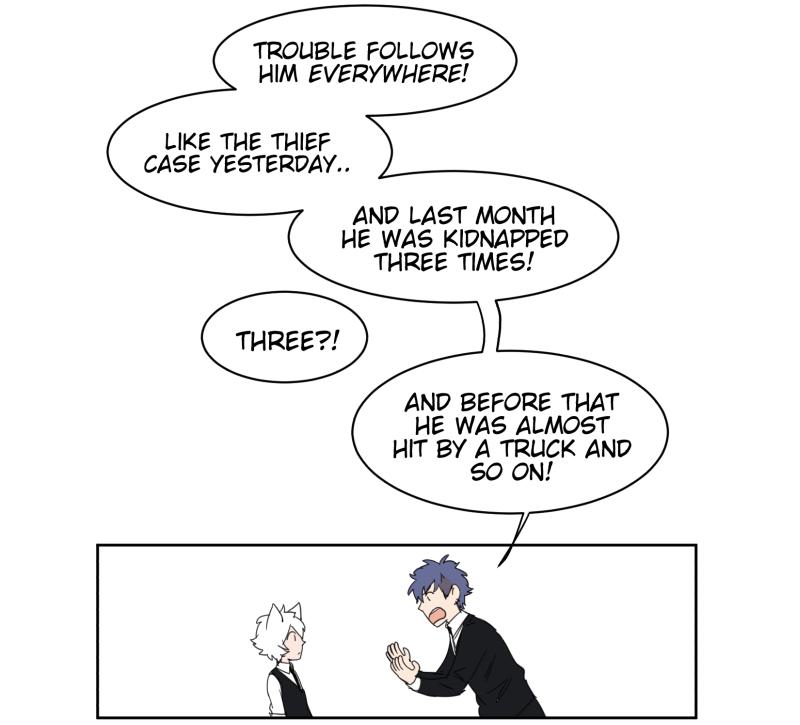 TROUBLE FOLLOWS
HIM EVERYWHERE!
LIKE THE THIEF
CASE YESTERDAY..
AND LAST MONTH
HE WAS KIDNAPPED
THREE TIMES!
THREE?!
AND BEFORE THAT
HE WAS ALMOST
HIT BY A TRUCK AND
SO ON!